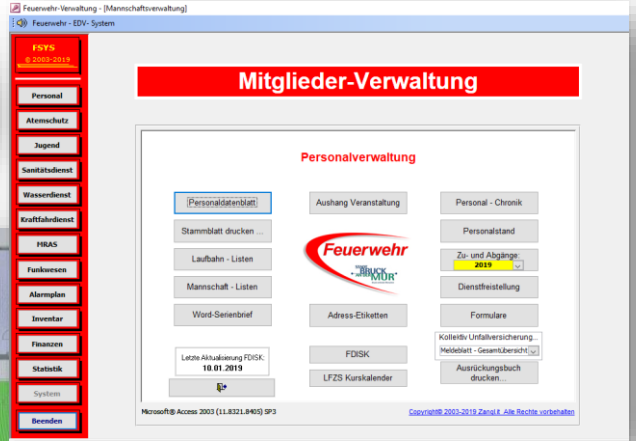 Feuerwehr-Verwaltung - [Mannschaftsverwaltung]
Feuerwehr - EDV- System
FSYS
© 2003-2019
Personal
Atemschutz
Jugend
Sanitätsdienst
Wasserdienst
Kraftfahrdienst
MRAS
Funkwesen
Alarmplan
Inventar
Finanzen
Statistik
System
Beenden
Mitglieder-Verwaltung
Personalverwaltung
Personaldatenblatt
Aushang Veranstaltung
Personal - Chronik
Stammblatt drucken ...
Personalstand
Laufbahn - Listen
Feuerwehr
BRUCK
MUR
Zu- und Abgänge:
2019
Mannschaft - Listen
Dienstfreistellung
Word-Serienbrief
Adress-Etiketten
Formulare
Kollektiv Unfallversicherung...
Meldeblatt - Gesamtübersicht
Letzte Aktualisierung FDISK:
10.01.2019
FDISK
LFZS Kurskalender
Ausrückungsbuch
drucken...
Microsoft® Access 2003 (11.8321.8405) SP3
Copyright© 2003-2019 Zangl.it Alle Rechte vorbehalten